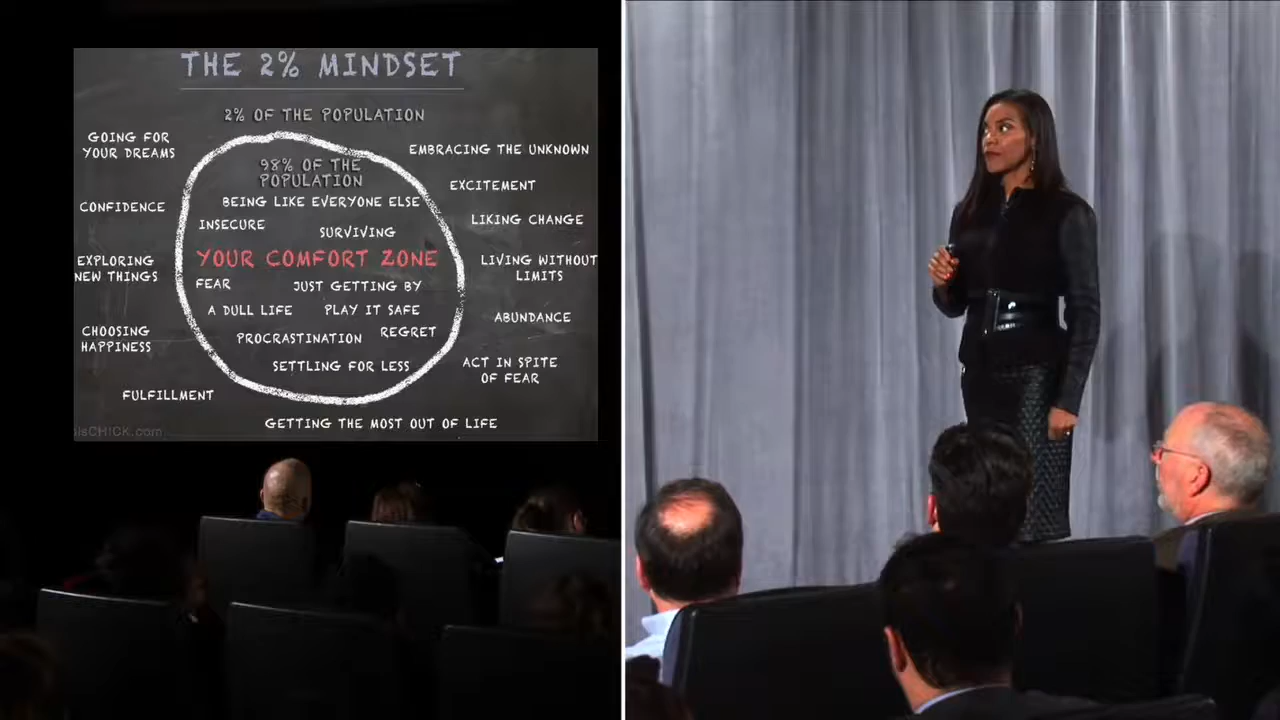 THE 2% MINDSET
2% OF THE POPULATION
GOING FOR
YOUR DREAMS
EMBRACING THE UNKNOWN
98% OF THE
POPULATION
EXCITEMENT
BEING LIKE EVERYONE ELSE
CONFIDENCE
INSECURE
LIKING CHANGE
SURVIVING
YOUR COMFORT ZONE
EXPLORING
NEW THINGS
LIVING WITHOUT
LIMITS
FEAR
JUST GETTING BY
A DULL LIFE
PLAY IT SAFE
ABUNDANCE
CHOOSING
HAPPINESS
PROCRASTINATION
REGRET
SETTLING FOR LESS
ACT IN SPITE
OF FEAR
FULFILLMENT
GETTING THE MOST OUT OF LIFE